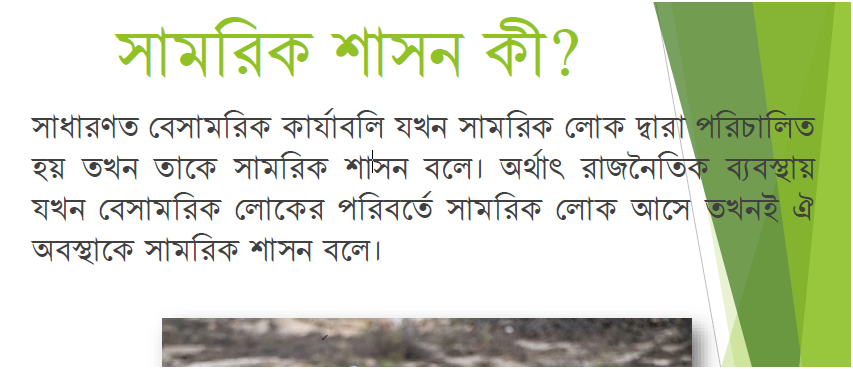 সামরিক শাসন কী?
সাধারণত বেসামরিক কার্যাবলি যখন সামরিক লোক দ্বারা পরিচালিত
হয় তখন তাকে সামরিক শাসন বলে। অর্থাৎ রাজনৈতিক ব্যবস্থায়
যখন বেসামরিক লোকের পরিবর্তে সামরিক লোক আসে তখনই ঐ
অবস্থাকে সামরিক শাসন বলে।